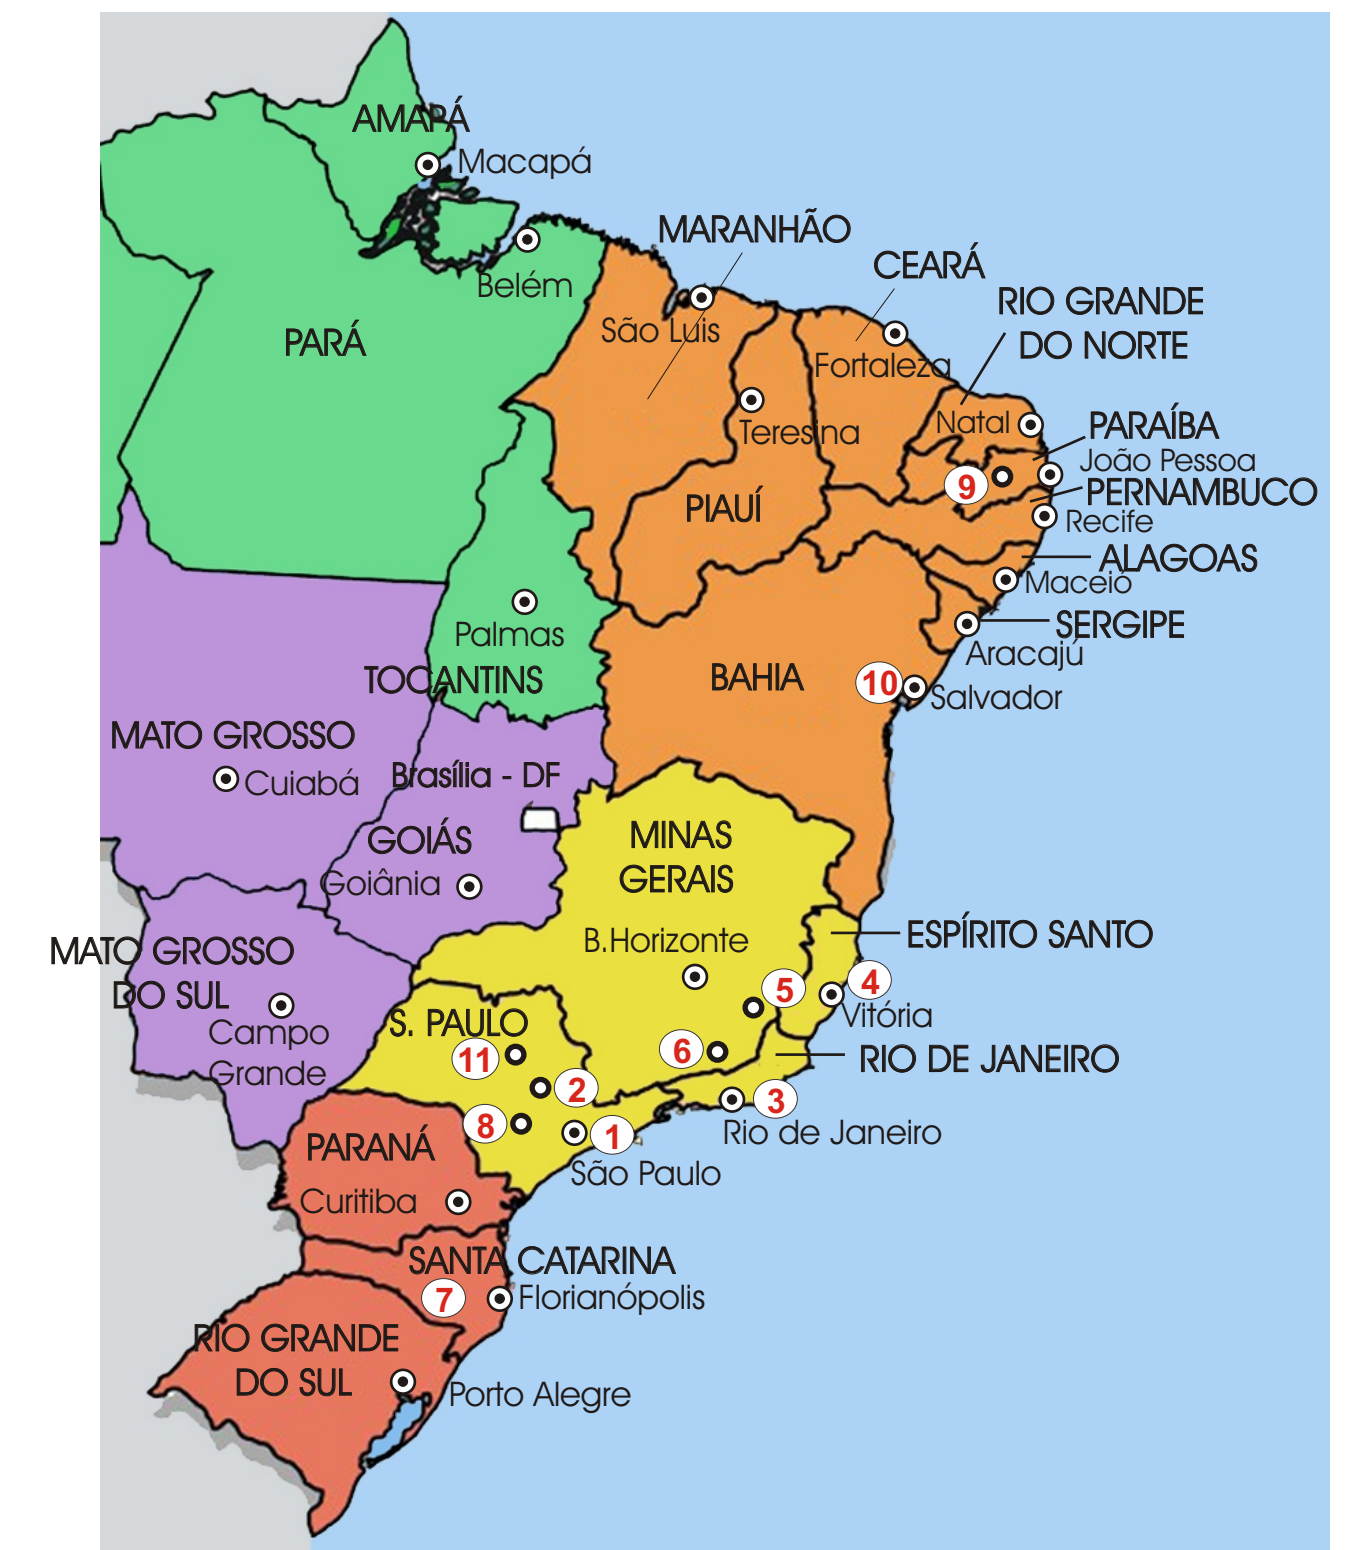 AMAPÁ
Macapá
MARANHÃO
Belém
CEARÁ
RIO GRANDE
DO NORTE
São Luis
PARÁ
Fortaleza
Natal
PARAÍBA
Teresina
João Pessoa
9
PERNAMBUCO
PIAUÍ
Recife
ALAGOAS
Maceió
Palmas
SERGIPE
Aracajú
TOCANTINS
BAHIA
10
Salvador
MATO GROSSO
Cuiabá
Brasília - DF
GOIÁS
MINAS
GERAIS
Goiânia
MATO GROSSO
DO SUL
B.Horizonte
ESPÍRITO SANTO
5
4
Campo
Grande
S. PAULO
Vitória
11
6
RIO DE JANEIRO
2
3
8
1
Rio de Janeiro
PARANÁ
São Paulo
Curitiba
SANTA CATARINA
7
Florianópolis
RIO GRANDE
DO SUL
Porto Alegre